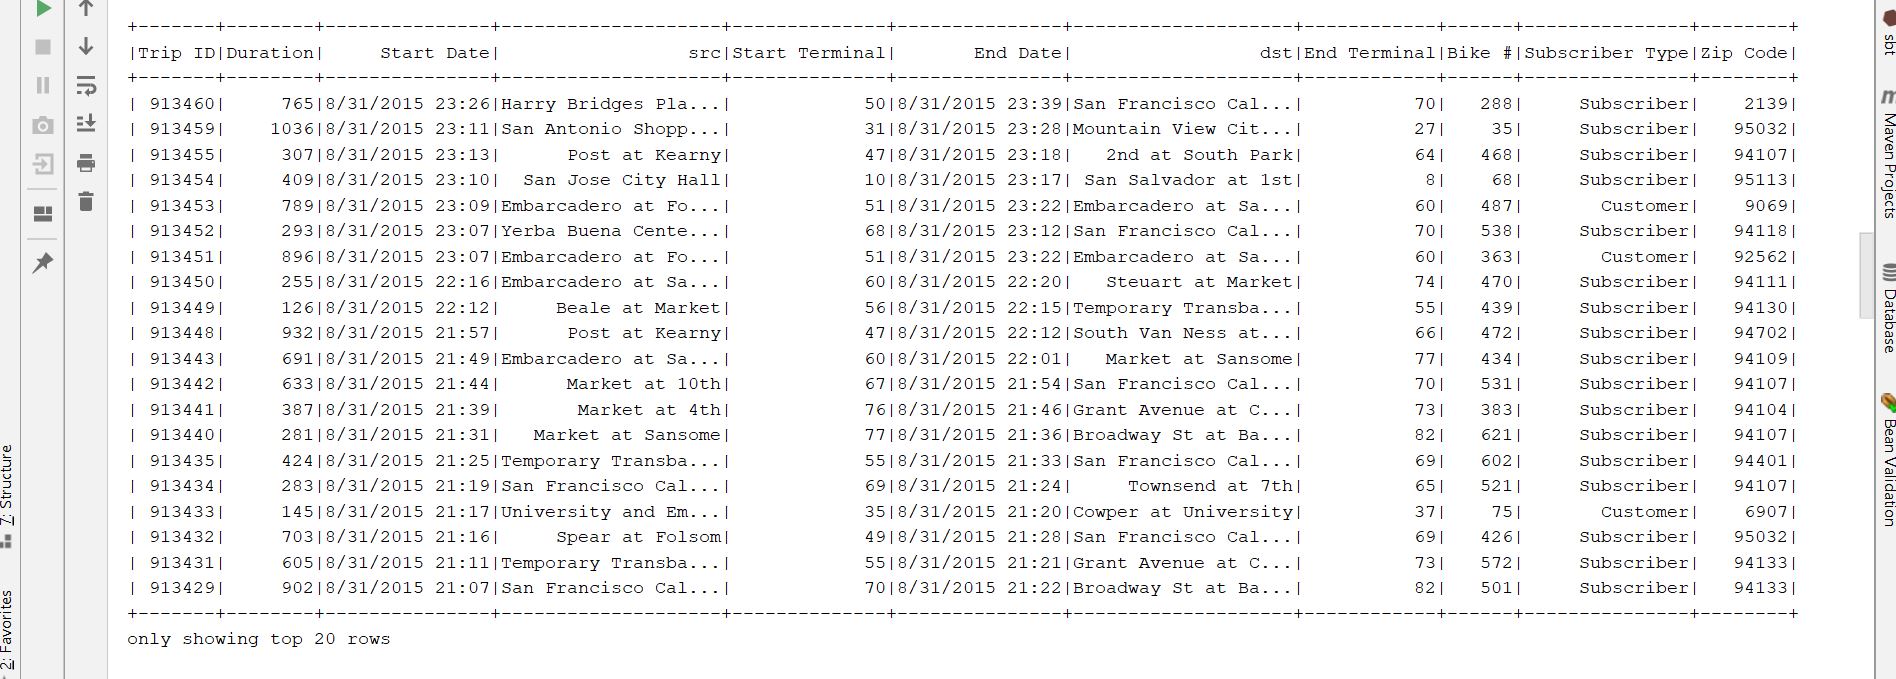 +-------+--------+---------------+--------------------+--------------+---------------+--------------------+------------+------+---------------+--------+
|Trip ID|Duration|     Start Date|                 src|Start Terminal|       End Date|                 dst|End Terminal|Bike #|Subscriber Type|Zip Code|
+-------+--------+---------------+--------------------+--------------+---------------+--------------------+------------+------+---------------+--------+
| 913460|     765|8/31/2015 23:26|Harry Bridges Pla...|            50|8/31/2015 23:39|San Francisco Cal...|          70|   288|     Subscriber|    2139|
| 913459|    1036|8/31/2015 23:11|San Antonio Shopp...|            31|8/31/2015 23:28|Mountain View Cit...|          27|    35|     Subscriber|   95032|
| 913455|     307|8/31/2015 23:13|      Post at Kearny|            47|8/31/2015 23:18|   2nd at South Park|          64|   468|     Subscriber|   94107|
| 913454|     409|8/31/2015 23:10|  San Jose City Hall|            10|8/31/2015 23:17| San Salvador at 1st|           8|    68|     Subscriber|   95113|
| 913453|     789|8/31/2015 23:09|Embarcadero at Fo...|            51|8/31/2015 23:22|Embarcadero at Sa...|          60|   487|       Customer|    9069|
| 913452|     293|8/31/2015 23:07|Yerba Buena Cente...|            68|8/31/2015 23:12|San Francisco Cal...|          70|   538|     Subscriber|   94118|
| 913451|     896|8/31/2015 23:07|Embarcadero at Fo...|            51|8/31/2015 23:22|Embarcadero at Sa...|          60|   363|       Customer|   92562|
| 913450|     255|8/31/2015 22:16|Embarcadero at Sa...|            60|8/31/2015 22:20|   Steuart at Market|          74|   470|     Subscriber|   94111|
| 913449|     126|8/31/2015 22:12|     Beale at Market|            56|8/31/2015 22:15|Temporary Transba...|          55|   439|     Subscriber|   94130|
| 913448|     932|8/31/2015 21:57|      Post at Kearny|            47|8/31/2015 22:12|South Van Ness at...|          66|   472|     Subscriber|   94702|
| 913443|     691|8/31/2015 21:49|Embarcadero at Sa...|            60|8/31/2015 22:01|   Market at Sansome|          77|   434|     Subscriber|   94109|
| 913442|     633|8/31/2015 21:44|      Market at 10th|            67|8/31/2015 21:54|San Francisco Cal...|          70|   531|     Subscriber|   94107|
| 913441|     387|8/31/2015 21:39|       Market at 4th|            76|8/31/2015 21:46|Grant Avenue at C...|          73|   383|     Subscriber|   94104|
| 913440|     281|8/31/2015 21:31|   Market at Sansome|            77|8/31/2015 21:36|Broadway St at Ba...|          82|   621|     Subscriber|   94107|
| 913435|     424|8/31/2015 21:25|Temporary Transba...|            55|8/31/2015 21:33|San Francisco Cal...|          69|   602|     Subscriber|   94401|
| 913434|     283|8/31/2015 21:19|San Francisco Cal...|            69|8/31/2015 21:24|     Townsend at 7th|          65|   521|     Subscriber|   94107|
| 913433|     145|8/31/2015 21:17|University and Em...|            35|8/31/2015 21:20|Cowper at University|          37|    75|       Customer|    6907|
| 913432|     703|8/31/2015 21:16|     Spear at Folsom|            49|8/31/2015 21:28|San Francisco Cal...|          69|   426|     Subscriber|   95032|
| 913431|     605|8/31/2015 21:11|Temporary Transba...|            55|8/31/2015 21:21|Grant Avenue at C...|          73|   572|     Subscriber|   94133|
| 913429|     902|8/31/2015 21:07|San Francisco Cal...|            70|8/31/2015 21:22|Broadway St at Ba...|          82|   501|     Subscriber|   94133|
+-------+--------+---------------+--------------------+--------------+---------------+--------------------+------------+------+---------------+--------+
only showing top 20 rows
7: Structure
2: Favorites
sbt
m
Maven Projects
Database
Bean Validation